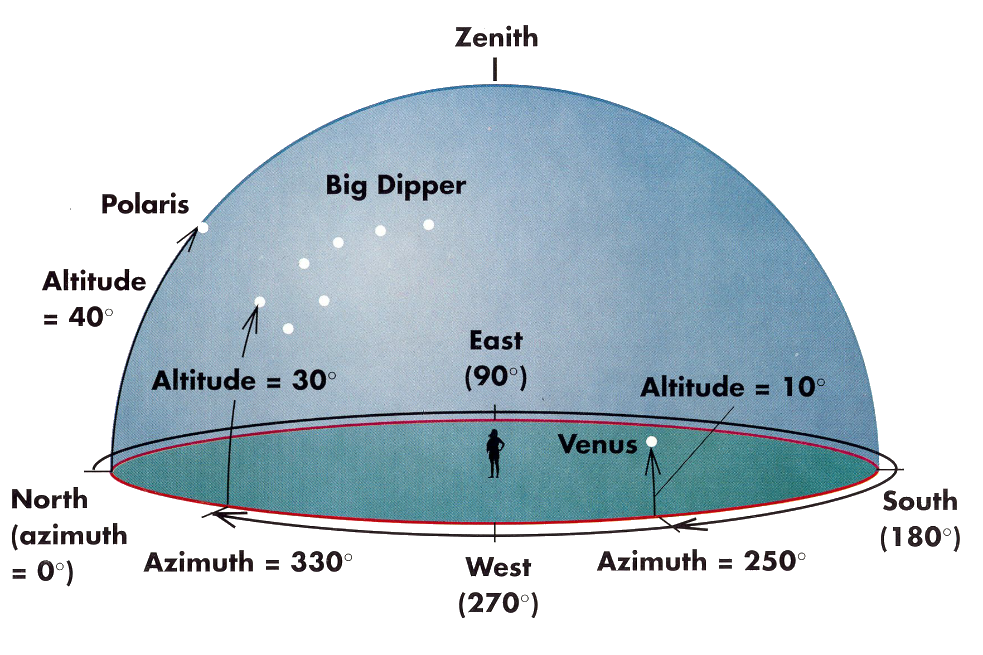 Zenith
Big Dipper
Polaris
Altitude
= 40°
East
(90°)
Altitude = 30°
Altitude = 10°
Venus
North
(azimuth
= 0°)
South
(180°)
Azimuth = 330°
West
(270°)
Azimuth = 250°